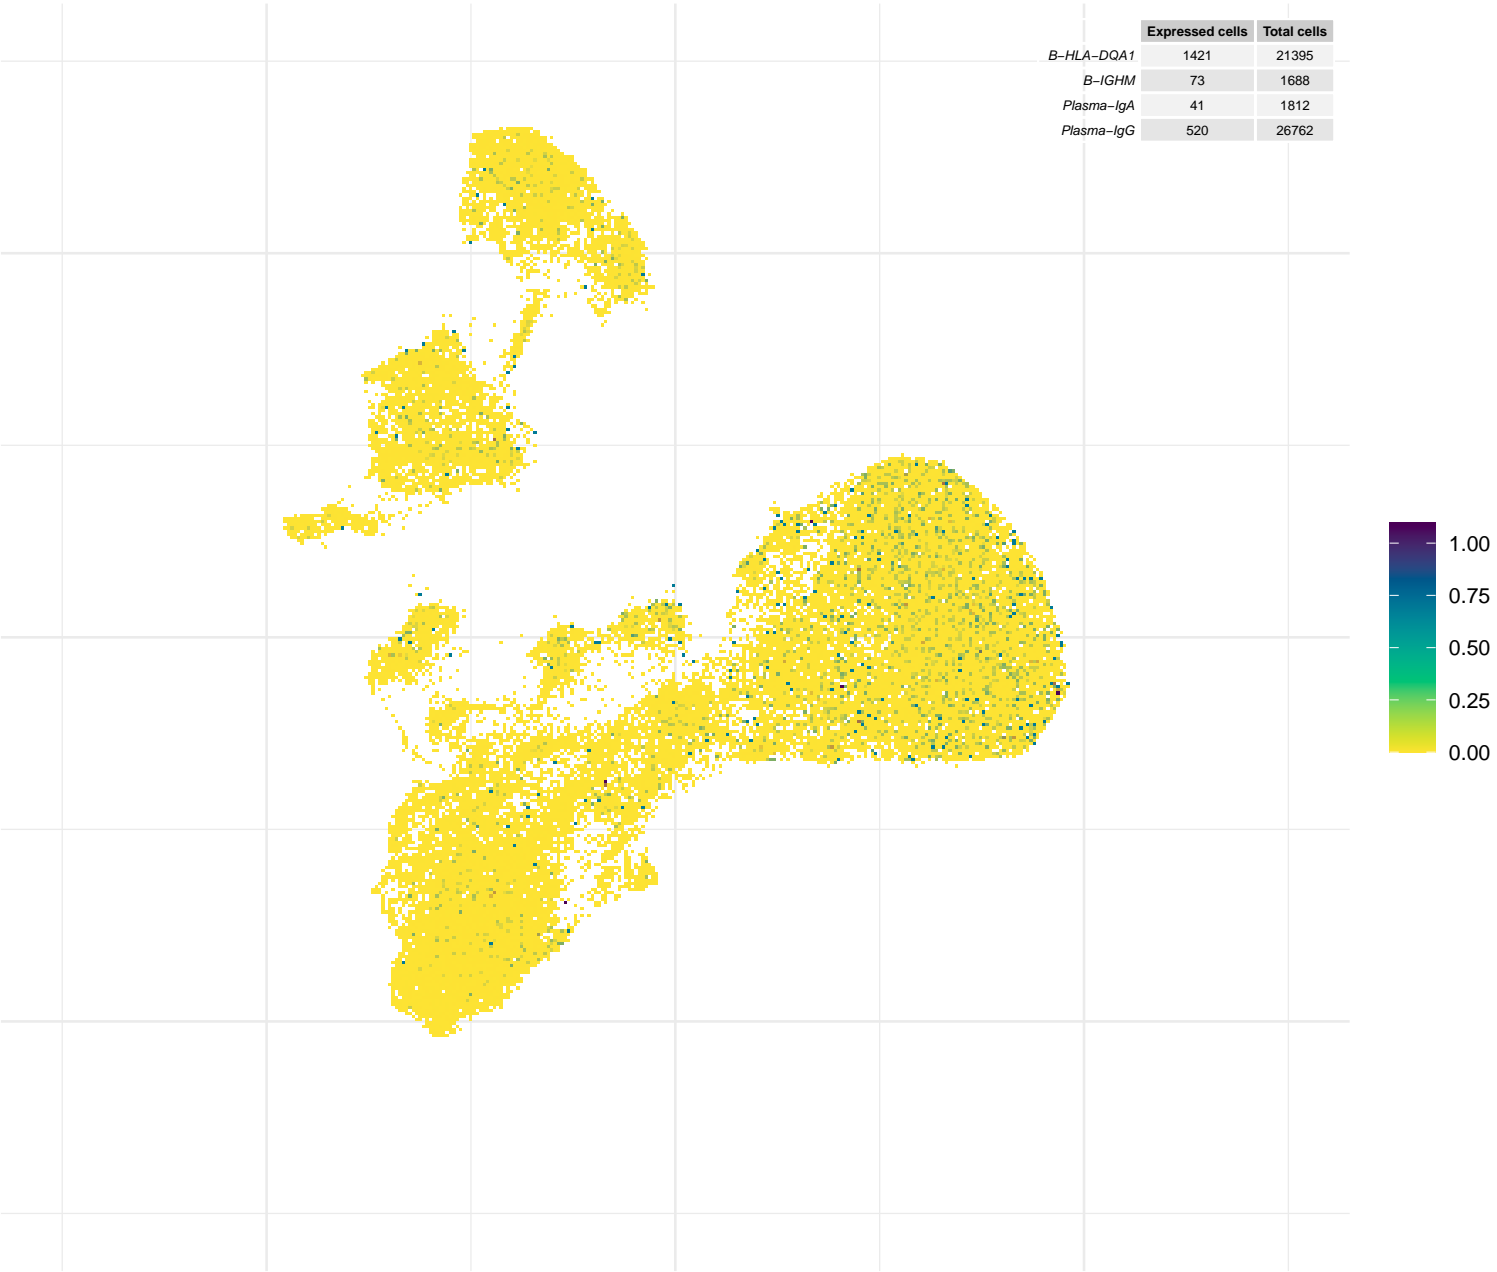 Expressed cells Total cells
B−HLA−DQA1 1421 21395
B−IGHM 73 1688
Plasma−IgA 41 1812
Plasma−IgG 520 26762
1.00
0.75
0.50
0.25
0.00